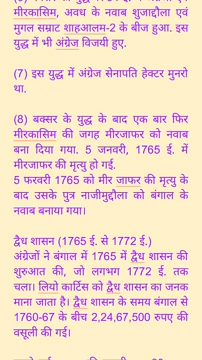 मीरकासिम, अवध के नवाब शुजाद्दौला एवं
मुगल सम्राट शाहआलम-2 के बीज हुआ. इस
युद्ध में भी अंग्रेज विजयी हुए.
(7) इस युद्ध में अंग्रेज सेनापति हेक्टर मुनरो
था.
(8) बक्सर के युद्ध के बाद एक बार फिर
मीरकासिम की जगह मीरजाफर को नवाब
बना दिया गया. 5 जनवरी, 1765 ई. में
मीरजाफर की मृत्यु हो गई.
5 फरवरी 1765 को मीर जाफर की मृत्यु के
बाद उसके पुत्र नाजीमुद्दौला को बंगाल के
नवाब बनाया गया।
द्वैध शासन (1765 ई. से 1772 ई.)
अंग्रेजों ने बंगाल में 1765 में द्वैध शासन की
शुरुआत की, जो लगभग 1772 ई. तक
चला। लियो कार्टिस को द्वैध शासन का जनक
माना जाता है। द्वैध शासन के समय बंगाल से
1760-67 के बीच 2,24,67,500 रुपए की
वसूली की गई।